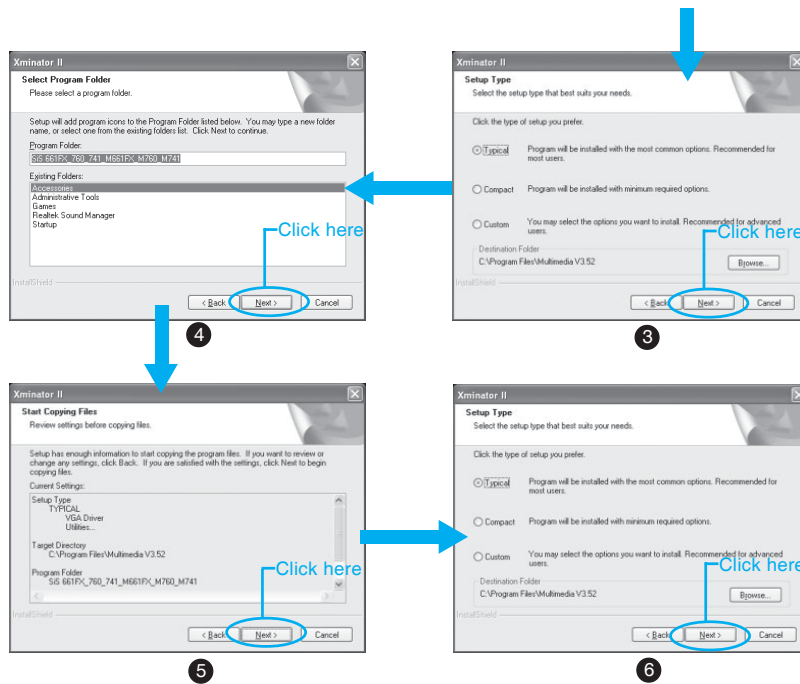 Xminator II
Select Program Folder
Please select a program folder.
Setup will add program icons to the Program Folder listed below. You may type a new folder
name, or select one from the existing folders list. Click Next to continue.
Program Folder:
SiS 661FX_760_741_M661FX_M760_M741
Existing Folders:
Accessories
Administrative Tools
Games
Realtek Sound Manager
Startup
Click here
InstallShield
< Back
Next >
Cancel
4
Xminator II
Setup Type
Select the setup type that best suits your needs.
Click the type of setup you prefer.
Typical
Program will be installed with the most common options. Recommended for
most users.
Compact
Program will be installed with minimum required options.
Custom
You may select the options you want to install. Recommended for advanced
users.
Click here
Destination Folder
C:\Program Files\Multimedia V3.52
Browse...
InstallShield
< Back
Next >
Cancel
3
Xminator II
Start Copying Files
Review settings before copying files.
Setup has enough information to start copying the program files. If you want to review or
change any settings, click Back. If you are satisfied with the settings, click Next to begin
copying files.
Current Settings:
Setup Type
TYPICAL
VGA Driver
Utilities...
Target Directory
C:\Program Files\Multimedia V3.52
Program Folder
SiS 661FX_760_741_M661FX_M760_M741
Click here
InstallShield
< Back
Next >
Cancel
5
Xminator II
Setup Type
Select the setup type that best suits your needs.
Click the type of setup you prefer.
Typical
Program will be installed with the most common options. Recommended for
most users.
Compact
Program will be installed with minimum required options.
Custom
You may select the options you want to install. Recommended for advanced
users.
Click here
Destination Folder
C:\Program Files\Multimedia V3.52
Browse...
InstallShield
< Back
Next >
Cancel
6